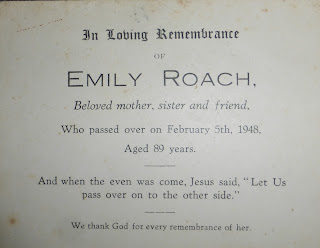 In Loving Remembrance
OF
EMILY ROACH,
Beloved mother, sister and friend,
Who passed over on February 5th, 1948,
Aged 89 years.
And when the even was come, Jesus said, "Let Us
pass over on to the other side."
We thank God for every remembrance of her.